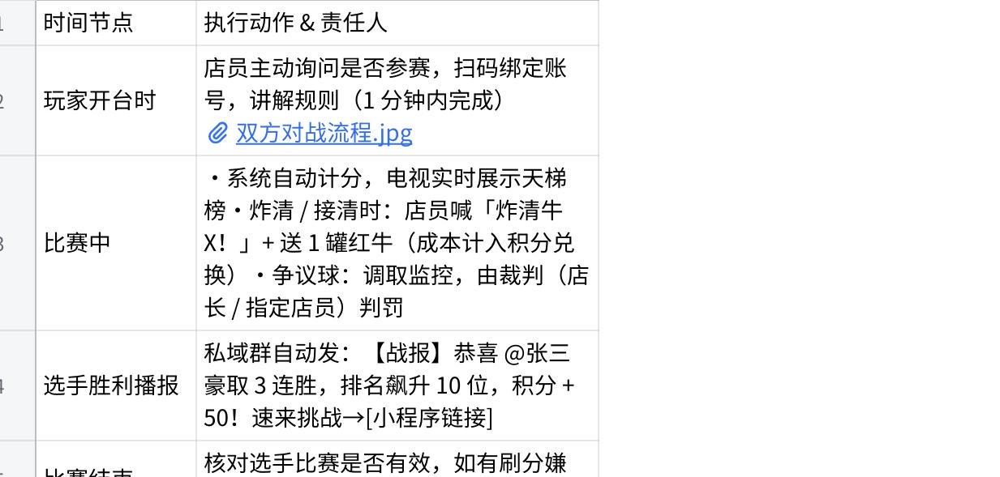 1
时间节点
执行动作 & 责任人
2
玩家开台时
店员主动询问是否参赛，扫码绑定账
号，讲解规则（1 分钟内完成）
双方对战流程.jpg
3
比赛中
・系统自动计分，电视实时展示天梯
榜・炸清 / 接清时：店员喊「炸清牛
X！」+ 送 1 罐红牛（成本计入积分兑
换）・争议球：调取监控，由裁判（店
长 / 指定店员）判罚
4
选手胜利播报
私域群自动发：【战报】恭喜 @张三
豪取 3 连胜，排名飙升 10 位，积分 +
50！速来挑战→[小程序链接]
比赛结束
核对选手比赛是否有效，如有刷分嫌